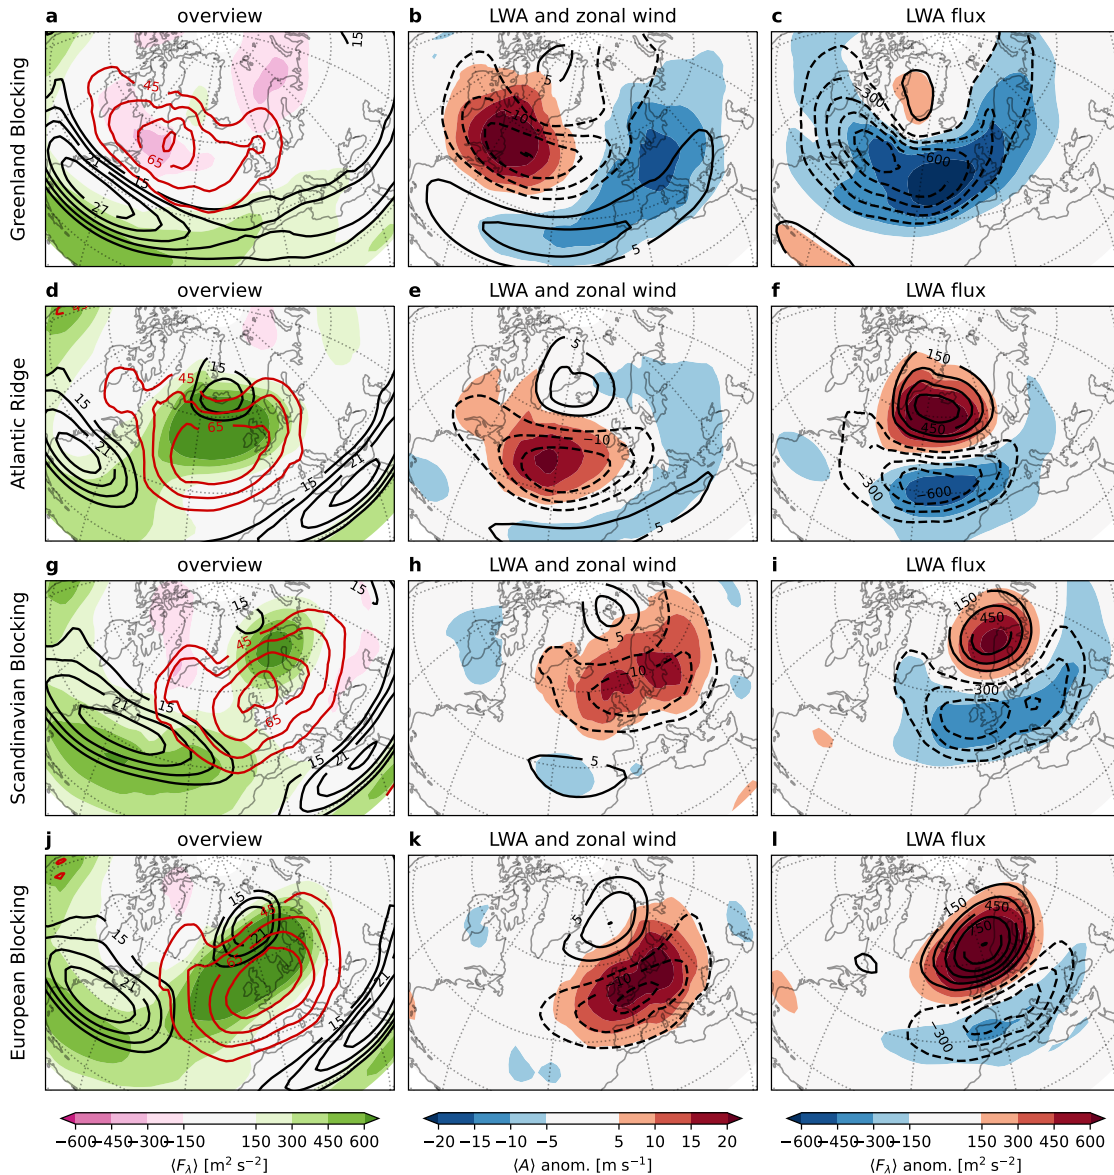 a overview
b LWA and zonal wind
c LWA flux
Greenland Blocking
45
65
21
15
27
15
5
−10
5
−300
−600
d overview
e LWA and zonal wind
f LWA flux
Atlantic Ridge
15
45
65
15
21
15
21
5
−10
5
150
450
−300
−600
g overview
h LWA and zonal wind
i LWA flux
Scandinavian Blocking
15
15
45
21
15
65
15
21
5
−10
5
150
450
−300
j overview
k LWA and zonal wind
l LWA flux
European Blocking
15
45
15
21
21
21
15
5
−10
150
450
750
−300
−600 −450 −300 −150 150 300 450 600
⟨Fλ⟩ [m² s⁻²]
−20 −15 −10 −5 5 10 15 20
⟨A⟩ anom. [m s⁻¹]
−600 −450 −300 −150 150 300 450 600
⟨Fλ⟩ anom. [m² s⁻²]